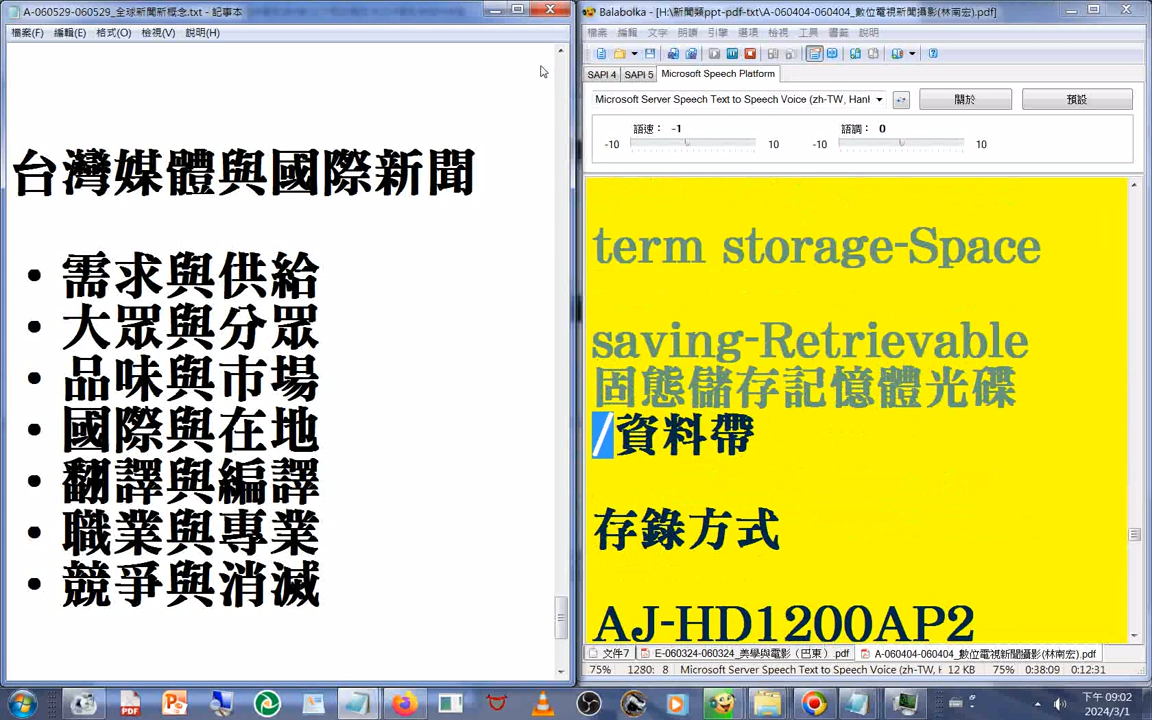 A-060529-060529_全球新聞新概念.txt - 記事本
檔案(F) 編輯(E) 格式(O) 檢視(V) 說明(H)
台灣媒體與國際新聞
• 需求與供給
• 大眾與分眾
• 品味與市場
• 國際與在地
• 翻譯與編譯
• 職業與專業
• 競爭與消滅
Balabolka - [H:\新聞類ppt-pdf-txt\A-060404-060404_數位電視新聞攝影(林南宏).pdf]
檔案 編輯 文字 朗讀 引擎 選項 檢視 工具 書籤 說明
SAPI 4 SAPI 5 Microsoft Speech Platform
Microsoft Server Speech Text to Speech Voice (zh-TW, Hanl 關於 預設
語速： -1 語調： 0
-10 10 -10 10
term storage-Space
saving-Retrievable
固態儲存記憶體光碟
/資料帶
存錄方式
AJ-HD1200AP2
文件7 E-060324-060324_美學與電影（巴東）.pdf A-060404-060404_數位電視新聞攝影(林南宏).pdf
75% 1280: 8 Microsoft Server Speech Text to Speech Voice (zh-TW, H 12 KB 75% 0:38:09 0:12:31
PDF
下午 09:02
2024/3/1